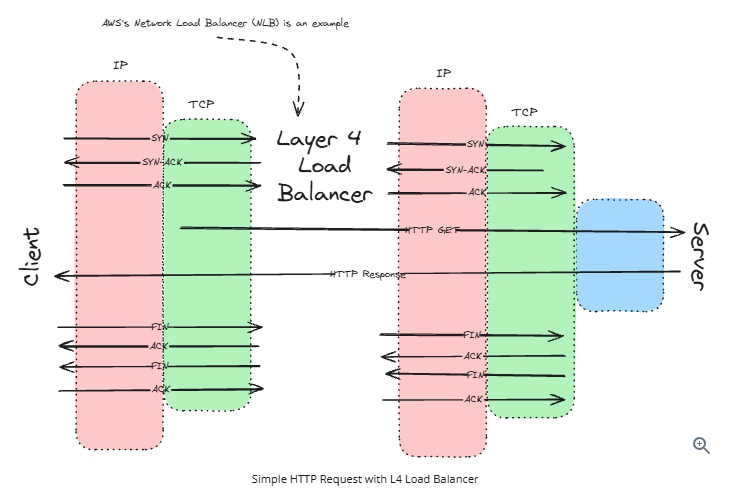 AWS's Network Load Balancer (NLB) is an example
IP
TCP
SYN
SYN-ACK
ACK
Layer 4
Load
Balancer
IP
TCP
SYN
SYN-ACK
ACK
HTTP GET
HTTP Response
Client
Server
FIN
ACK
FIN
ACK
FIN
ACK
FIN
ACK
Simple HTTP Request with L4 Load Balancer